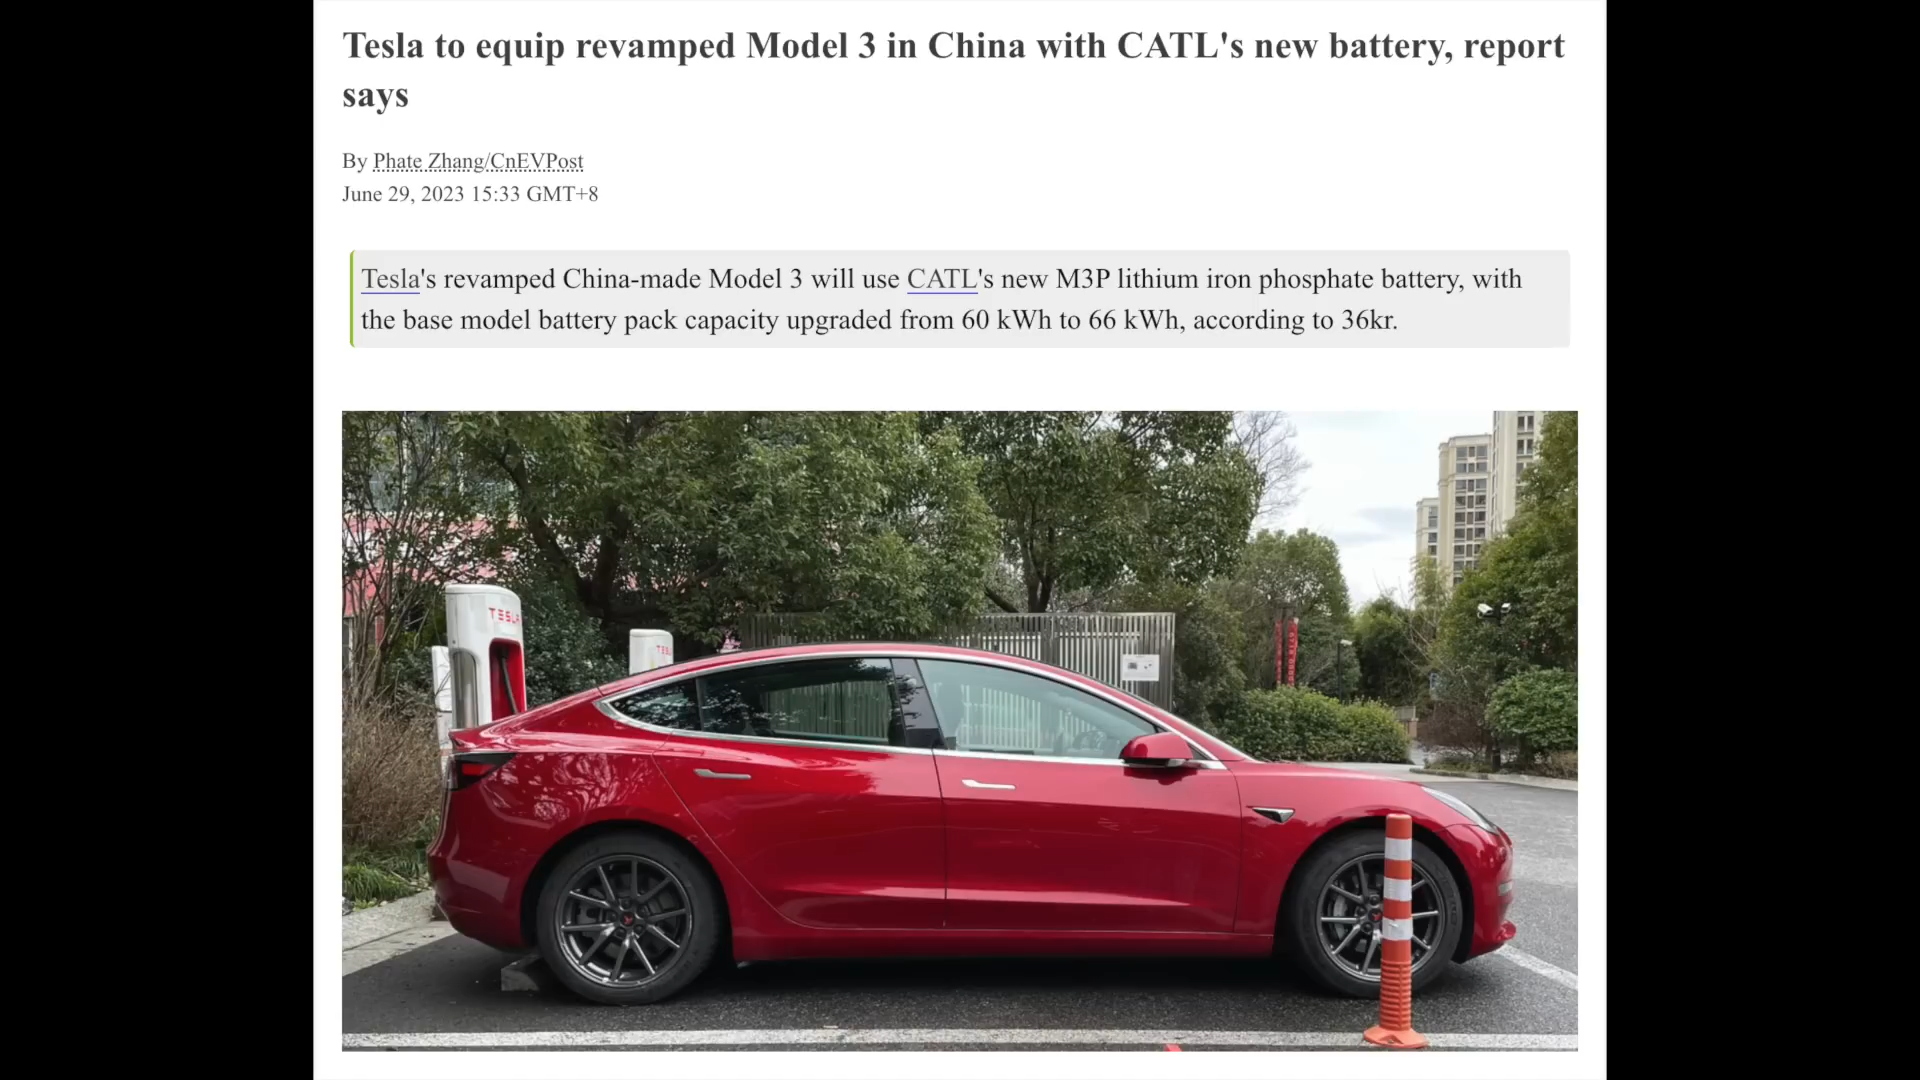 Tesla to equip revamped Model 3 in China with CATL's new battery, report
says
By Phate Zhang/CnEVPost
June 29, 2023 15:33 GMT+8
Tesla's revamped China-made Model 3 will use CATL's new M3P lithium iron phosphate battery, with
the base model battery pack capacity upgraded from 60 kWh to 66 kWh, according to 36kr.
TESLA
TESL